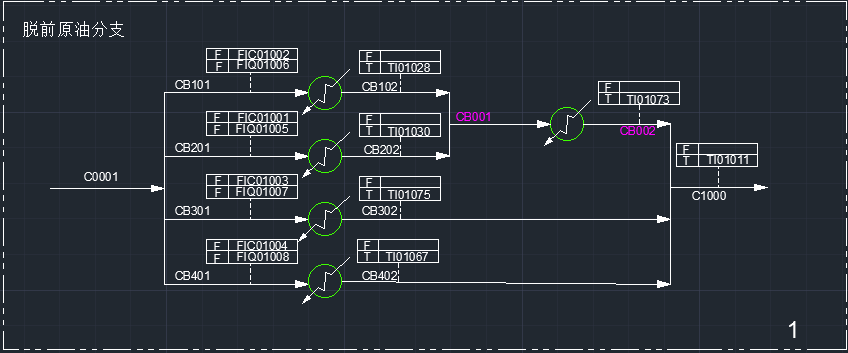 脱前原油分支
F FIC01002
F FIQ01006
CB101
F
T TI01028
CB102
F
T TI01073
CB001
CB002
F FIC01001
F FIQ01005
CB201
F
T TI01030
CB202
F
T TI01011
C0001
C1000
F FIC01003
F FIQ01007
CB301
F
T TI01075
CB302
F FIC01004
F FIQ01008
CB401
F
T TI01067
CB402
1